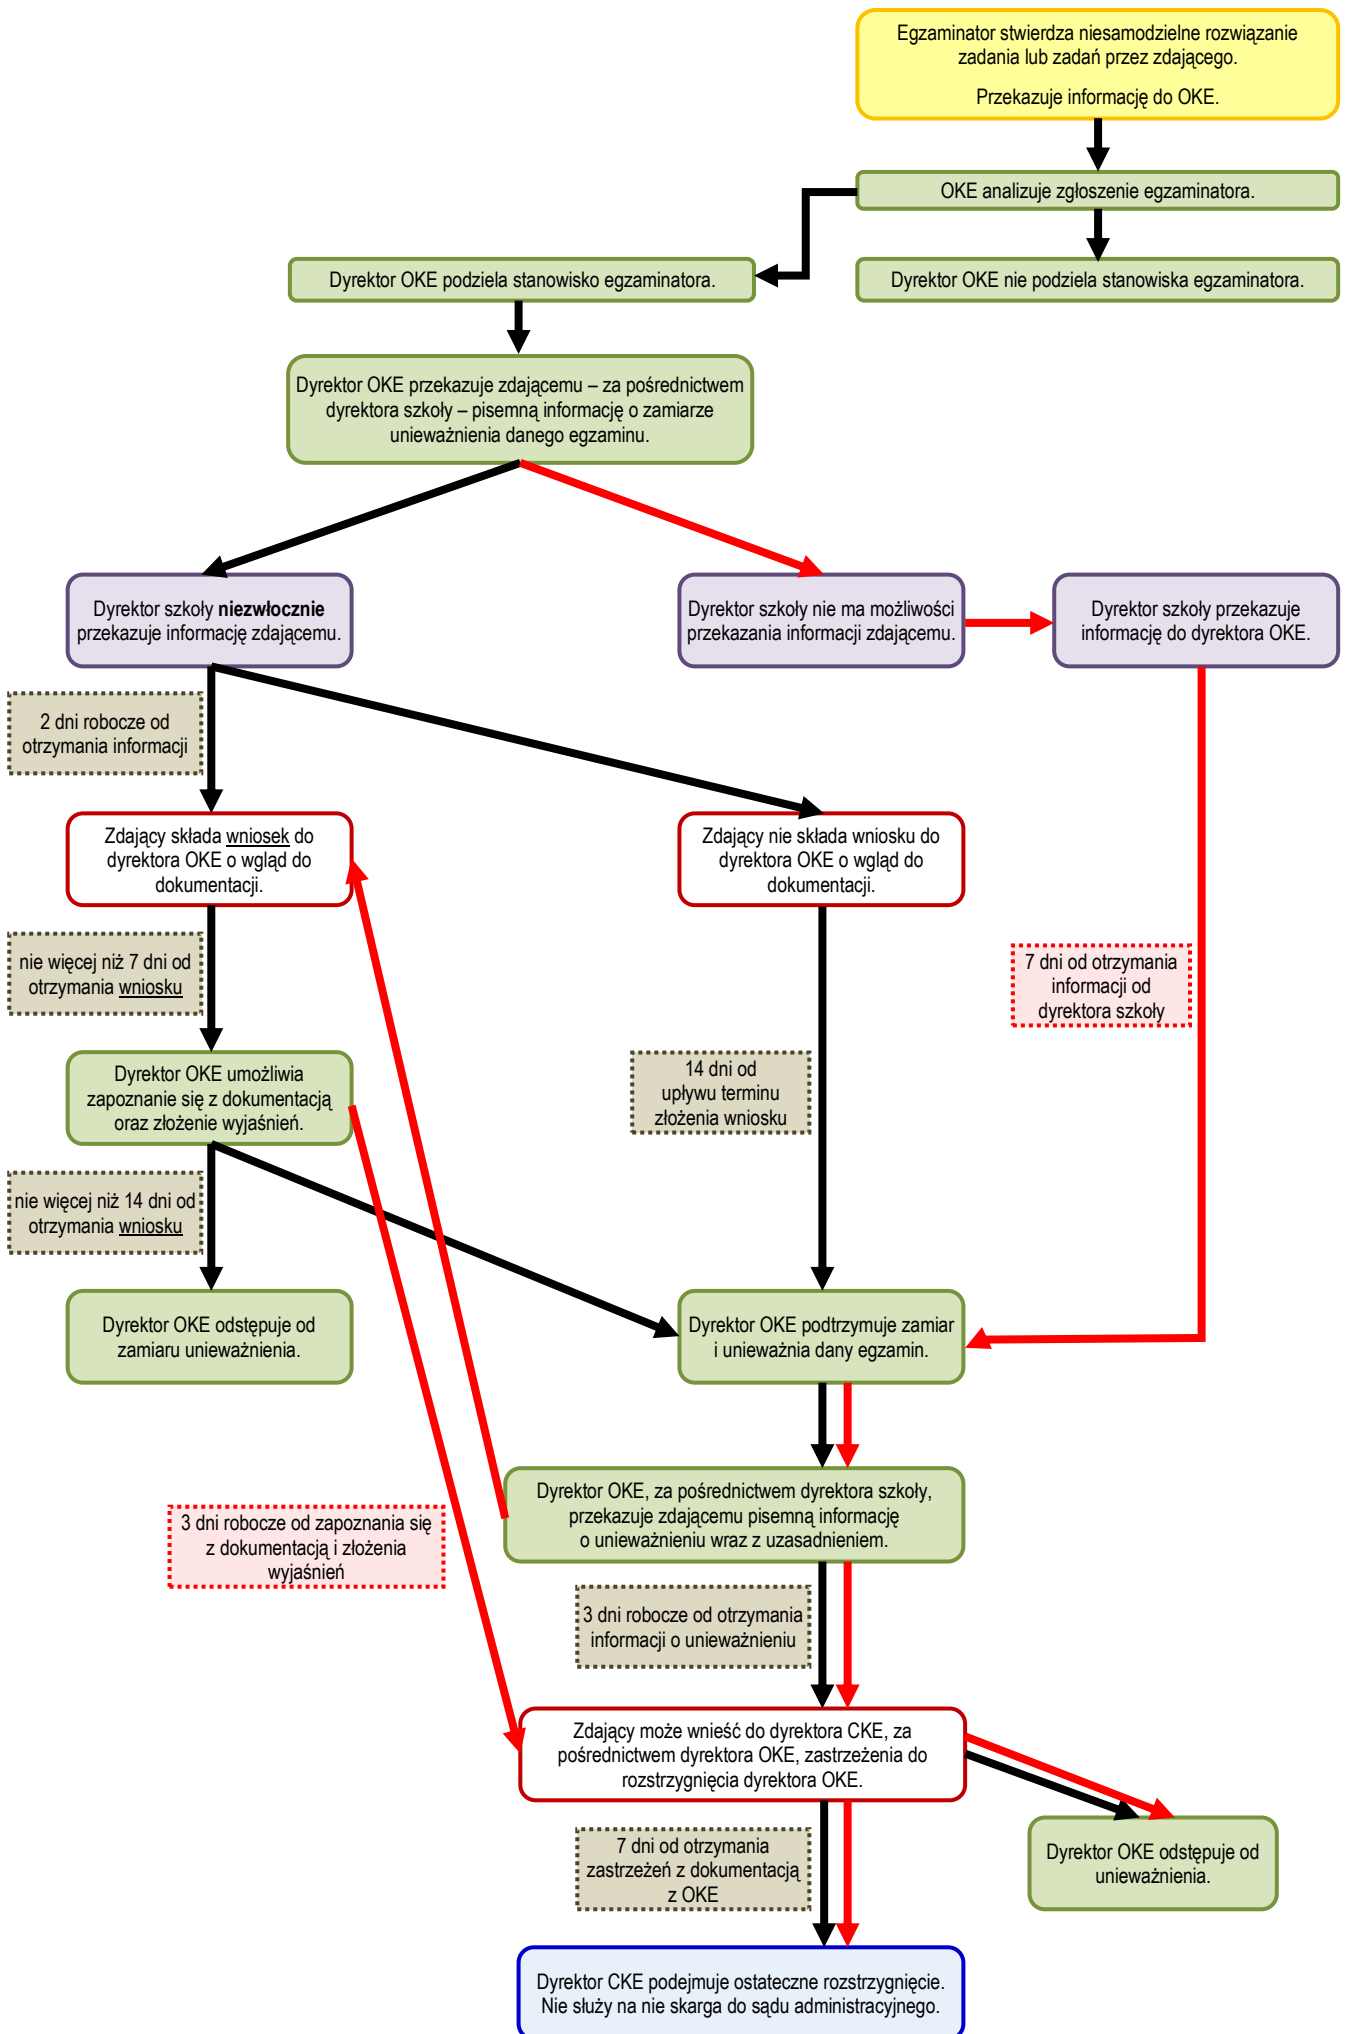 Egzaminator stwierdza niesamodzielne rozwiązanie
zadania lub zadań przez zdającego.
Przekazuje informację do OKE.
OKE analizuje zgłoszenie egzaminatora.
Dyrektor OKE podziela stanowisko egzaminatora.
Dyrektor OKE nie podziela stanowiska egzaminatora.
Dyrektor OKE przekazuje zdającemu – za pośrednictwem
dyrektora szkoły – pisemną informację o zamiarze
unieważnienia danego egzaminu.
Dyrektor szkoły niezwłocznie
przekazuje informację zdającemu.
Dyrektor szkoły nie ma możliwości
przekazania informacji zdającemu.
Dyrektor szkoły przekazuje
informację do dyrektora OKE.
2 dni robocze od
otrzymania informacji
Zdający składa wniosek do
dyrektora OKE o wgląd do
dokumentacji.
Zdający nie składa wniosku do
dyrektora OKE o wgląd do
dokumentacji.
nie więcej niż 7 dni od
otrzymania wniosku
7 dni od otrzymania
informacji od
dyrektora szkoły
Dyrektor OKE umożliwia
zapoznanie się z dokumentacją
oraz złożenie wyjaśnień.
14 dni od
upływu terminu
złożenia wniosku
nie więcej niż 14 dni od
otrzymania wniosku
Dyrektor OKE odstępuje od
zamiaru unieważnienia.
Dyrektor OKE podtrzymuje zamiar
i unieważnia dany egzamin.
Dyrektor OKE, za pośrednictwem dyrektora szkoły,
przekazuje zdającemu pisemną informację
o unieważnieniu wraz z uzasadnieniem.
3 dni robocze od zapoznania się
z dokumentacją i złożenia
wyjaśnień
3 dni robocze od otrzymania
informacji o unieważnieniu
Zdający może wnieść do dyrektora CKE, za
pośrednictwem dyrektora OKE, zastrzeżenia do
rozstrzygnięcia dyrektora OKE.
7 dni od otrzymania
zastrzeżeń z dokumentacją
z OKE
Dyrektor OKE odstępuje od
unieważnienia.
Dyrektor CKE podejmuje ostateczne rozstrzygnięcie.
Nie służy na nie skarga do sądu administracyjnego.